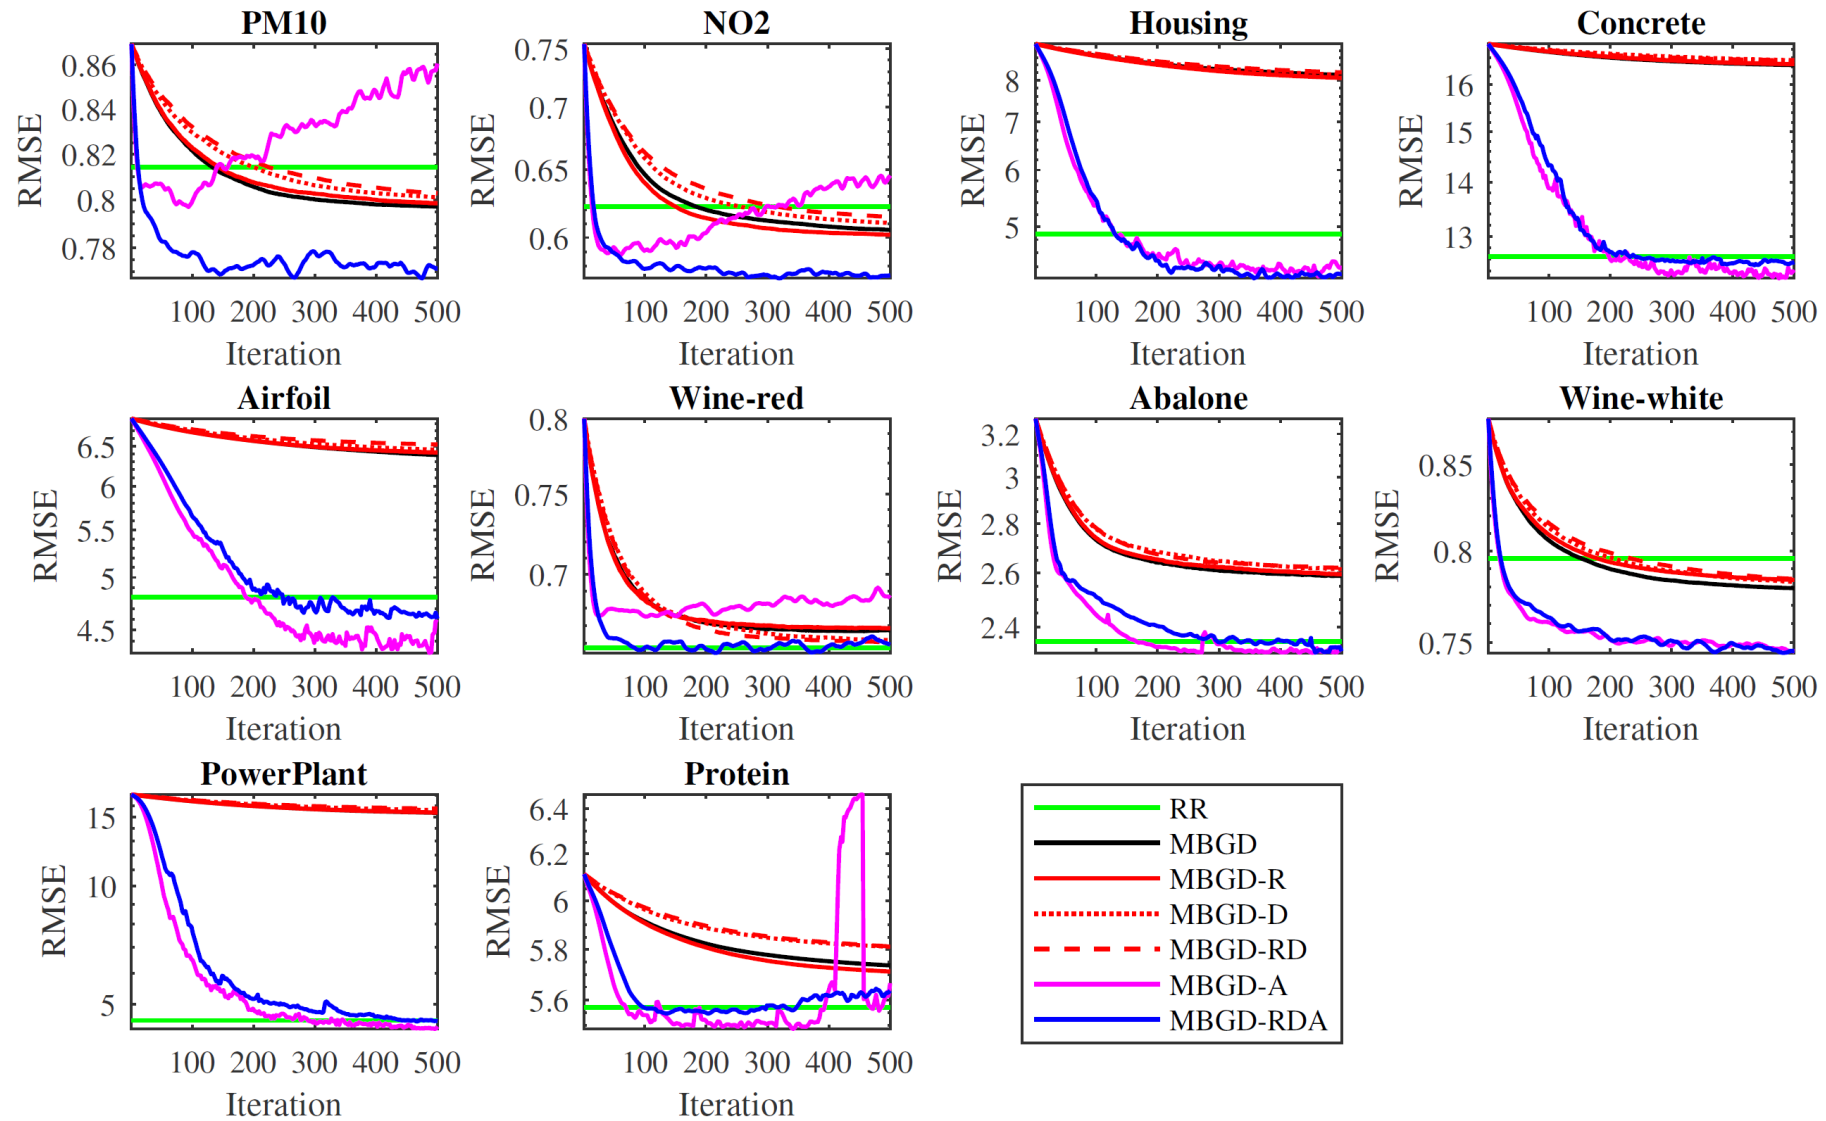 PM10
RMSE
0.86
0.84
0.82
0.8
0.78
100 200 300 400 500
Iteration
NO2
RMSE
0.75
0.7
0.65
0.6
100 200 300 400 500
Iteration
Housing
RMSE
8
7
6
5
100 200 300 400 500
Iteration
Concrete
RMSE
16
15
14
13
100 200 300 400 500
Iteration
Airfoil
RMSE
6.5
6
5.5
5
4.5
100 200 300 400 500
Iteration
Wine-red
RMSE
0.8
0.75
0.7
100 200 300 400 500
Iteration
Abalone
RMSE
3.2
3
2.8
2.6
2.4
100 200 300 400 500
Iteration
Wine-white
RMSE
0.85
0.8
0.75
100 200 300 400 500
Iteration
PowerPlant
RMSE
15
10
5
100 200 300 400 500
Iteration
Protein
RMSE
6.4
6.2
6
5.8
5.6
100 200 300 400 500
Iteration
RR
MBGD
MBGD-R
MBGD-D
MBGD-RD
MBGD-A
MBGD-RDA